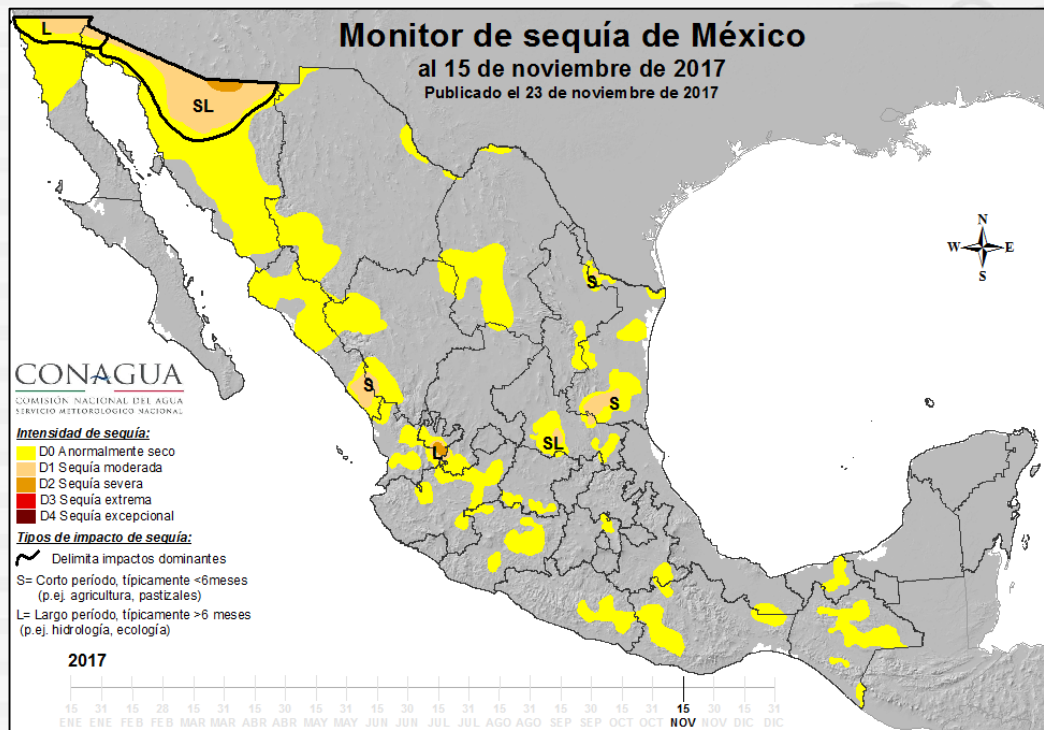 Monitor de sequía de México
al 15 de noviembre de 2017
Publicado el 23 de noviembre de 2017
L
SL
N
W E
S
S
S
S
SL
L
CONAGUA
COMISIÓN NACIONAL DEL AGUA
SERVICIO METEOROLÓGICO NACIONAL
Intensidad de sequía:
D0 Anormalmente seco
D1 Sequía moderada
D2 Sequía severa
D3 Sequía extrema
D4 Sequía excepcional
Tipos de impacto de sequía:
Delimita impactos dominantes
S= Corto período, típicamente <6meses
(p.ej. agricultura, pastizales)
L= Largo período, típicamente >6 meses
(p.ej. hidrología, ecología)
2017
15 31 15 28 15 31 15 30 15 31 15 30 15 31 15 31 15 30 15 31 15 30 15 31
ENE ENE FEB FEB MAR MAR ABR ABR MAY MAY JUN JUN JUL JUL AGO AGO SEP SEP OCT OCT NOV NOV DIC DIC